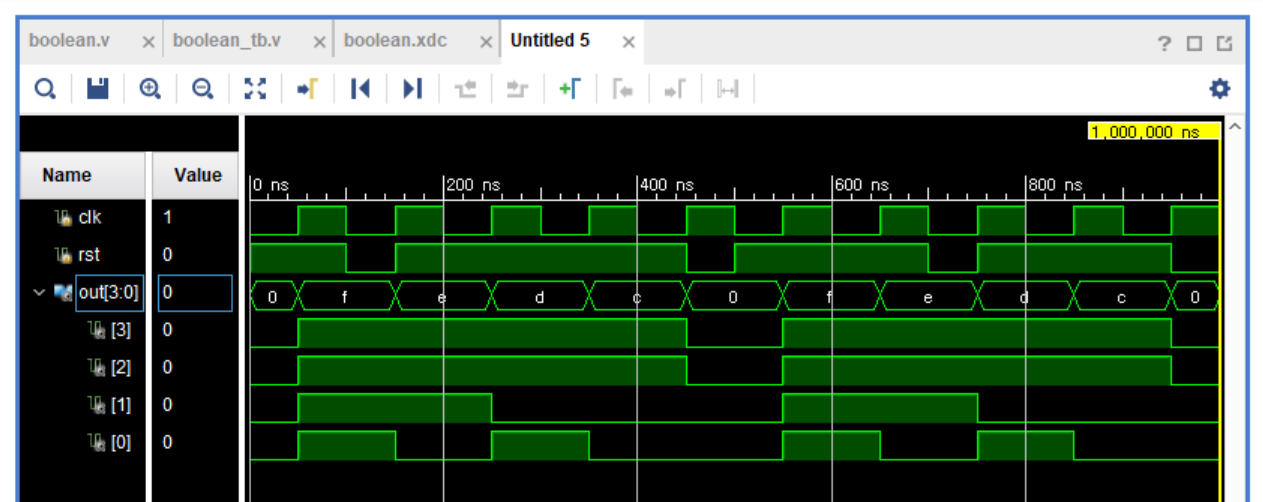 boolean.v × boolean_tb.v × boolean.xdc × Untitled 5 ×
?
1,000,000 ns
Name Value
0 ns 200 ns 400 ns 600 ns 800 ns
clk 1
rst 0
out[3:0] 0 0 f e d c 0 f e d c 0
[3] 0
[2] 0
[1] 0
[0] 0